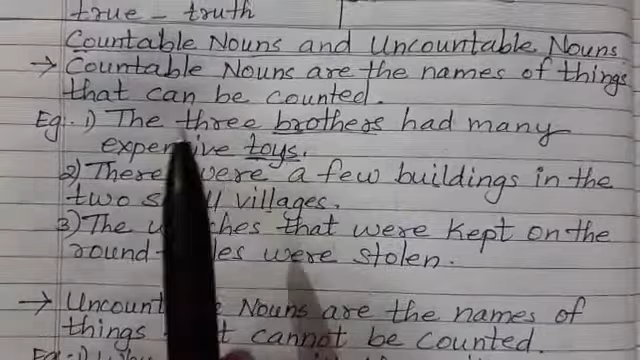 true - truth
Countable Nouns and Uncountable Nouns
→ Countable Nouns are the names of things
that can be counted.
Eg. 1) The three brothers had many
expensive toys.
2) There were a few buildings in the
two villages.
3) The that were kept on the
round were stolen.
→ Nouns are the names of
things cannot be counted.